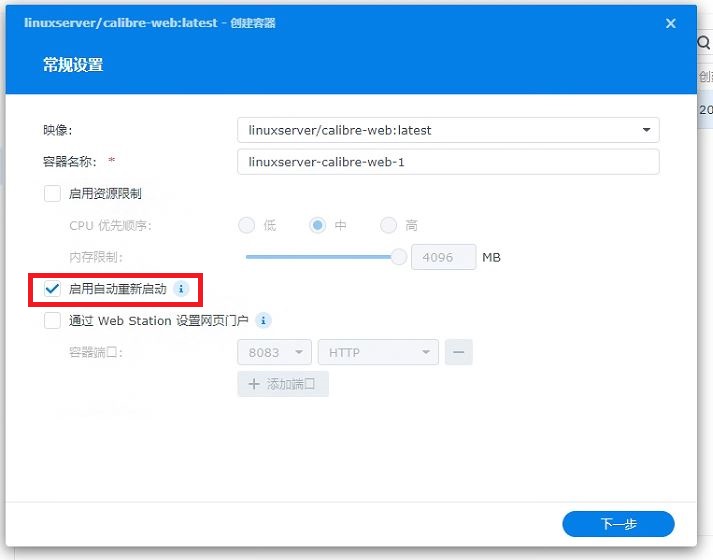 linuxserver/calibre-web:latest - 创建容器
常规设置
映像: linuxserver/calibre-web:latest
容器名称: * linuxserver-calibre-web-1
启用资源限制
CPU 优先顺序: 低 中 高
内存限制: 4096 MB
启用自动重新启动
通过 Web Station 设置网页门户
容器端口: 8083 HTTP
添加端口
下一步
创建
20